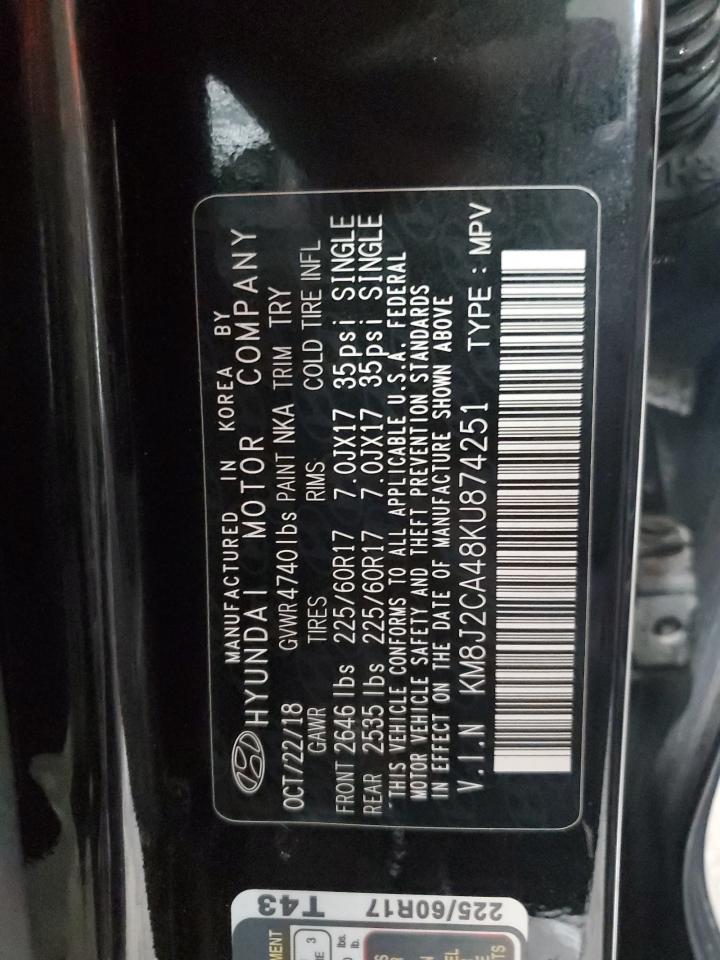 MANUFACTURED IN KOREA BY
HYUNDAI MOTOR COMPANY
OCT/22/18 GVWR 4740lbs PAINT NKA TRIM TRY
GAWR TIRES RIMS COLD TIRE INFL
FRONT 2646 lbs 225/60R17 7.0JX17 35psi SINGLE
REAR 2535 lbs 225/60R17 7.0JX17 35psi SINGLE
THIS VEHICLE CONFORMS TO ALL APPLICABLE U.S.A. FEDERAL
MOTOR VEHICLE SAFETY AND THEFT PREVENTION STANDARDS
IN EFFECT ON THE DATE OF MANUFACTURE SHOWN ABOVE
V.I.N KM8J2CA48KU874251 TYPE : MPV
T43
225/60R17
3
lbs.
lb.